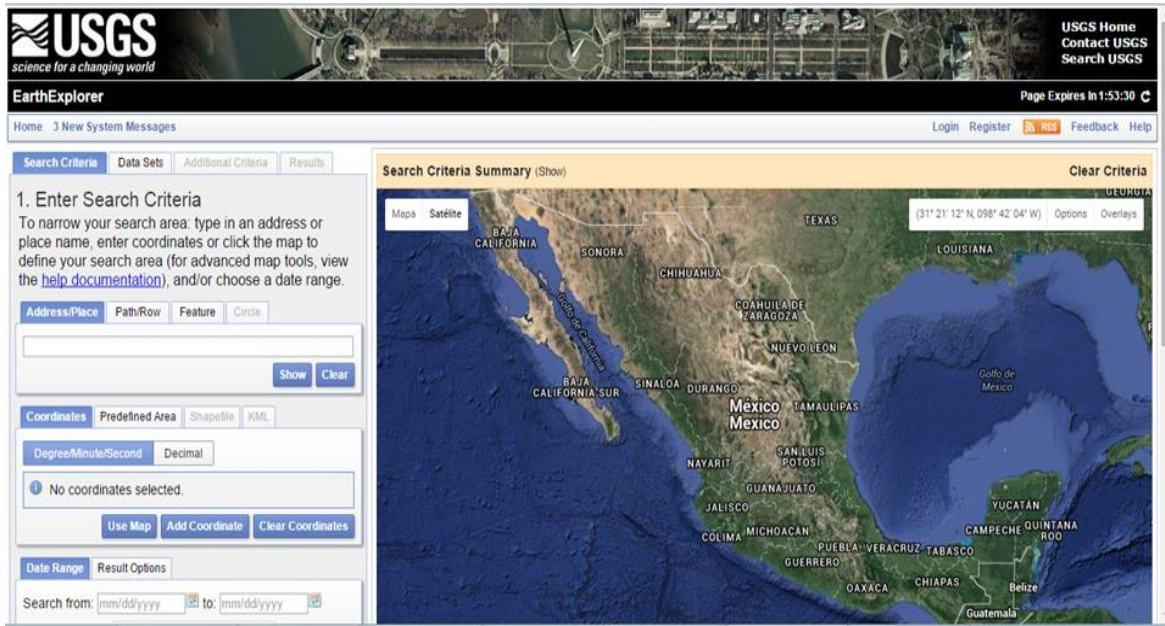 USGS
science for a changing world
USGS Home
Contact USGS
Search USGS
EarthExplorer
Page Expires In 1:53:30
Home 3 New System Messages
Login Register RSS Feedback Help
Search Criteria Data Sets Additional Criteria Results
1. Enter Search Criteria
To narrow your search area: type in an address or
place name, enter coordinates or click the map to
define your search area (for advanced map tools, view
the help documentation), and/or choose a date range.
Address/Place Path/Row Feature Circle
Show Clear
Coordinates Predefined Area Shapefile KML
Degree/Minute/Second Decimal
No coordinates selected.
Use Map Add Coordinate Clear Coordinates
Date Range Result Options
Search from: mm/dd/yyyy to: mm/dd/yyyy
Search Criteria Summary (Show)
Clear Criteria
GEORGIA
Mapa Satélite
(31° 21' 12" N, 098° 42' 04" W) Options Overlays
TEXAS
BAJA
CALIFORNIA
SONORA
LOUISIANA
CHIHUAHUA
COAHUILA DE
ZARAGOZA
Golfo de California
NUEVO LEÓN
Golfo de
México
BAJA
CALIFORNIA SUR
SINALOA
DURANGO
México
Mexico
TAMAULIPAS
SAN LUIS
POTOSÍ
NAYARIT
GUANAJUATO
JALISCO
YUCATÁN
COLIMA
MICHOACÁN
CAMPECHE
QUINTANA
ROO
PUEBLA
VERACRUZ
TABASCO
GUERRERO
OAXACA
CHIAPAS
Belize
Guatemala